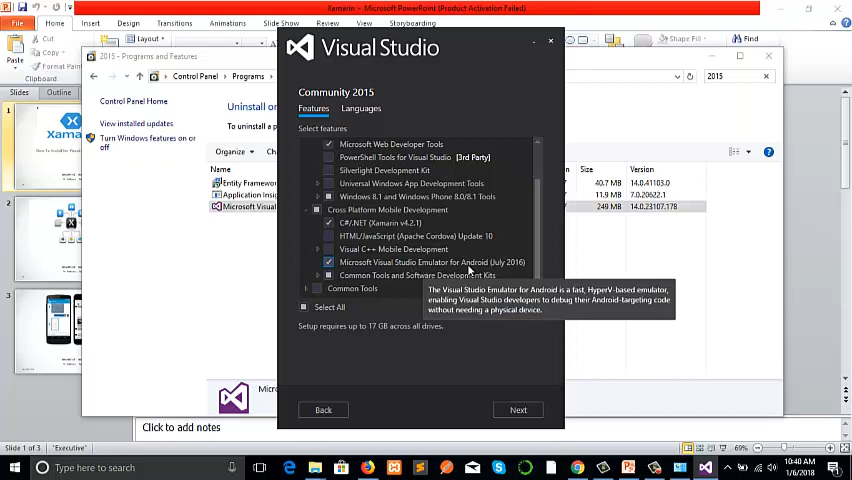 Xamarin - Microsoft PowerPoint (Product Activation Failed)
File
Home
Insert
Design
Transitions
Animations
Slide Show
Review
View
Storyboarding
Cut
Copy
Format Paint
Paste
Clipboard
Layout
Shape Fill
Find
2015 - Programs and Features
Control Panel
Programs
2015
Slides
Outline
Control Panel Home
View installed updates
Turn Windows features on or
off
Uninstall o
To uninstall a p
Organize
Cha
Size
Version
Entity Framewor
40.7 MB
14.0.41103.0
Application Insig
11.9 MB
7.0.20622.1
Microsoft Visual
249 MB
14.0.23107.178
Micr
Visual Studio
Community 2015
Features
Languages
Select features
Microsoft Web Developer Tools
PowerShell Tools for Visual Studio [3rd Party]
Silverlight Development Kit
Universal Windows App Development Tools
Windows 8.1 and Windows Phone 8.0/8.1 Tools
Cross Platform Mobile Development
C#/.NET (Xamarin v4.2.1)
HTML/JavaScript (Apache Cordova) Update 10
Visual C++ Mobile Development
Microsoft Visual Studio Emulator for Android (July 2016)
Common Tools and Software Development Kits
Common Tools
The Visual Studio Emulator for Android is a fast, HyperV-based emulator,
enabling Visual Studio developers to debug their Android-targeting code
without needing a physical device.
Select All
Setup requires up to 17 GB across all drives.
Back
Next
1
2
3
Click to add notes
Slide 1 of 3
"Executive"
69%
Type here to search
10:40 AM
1/6/2018